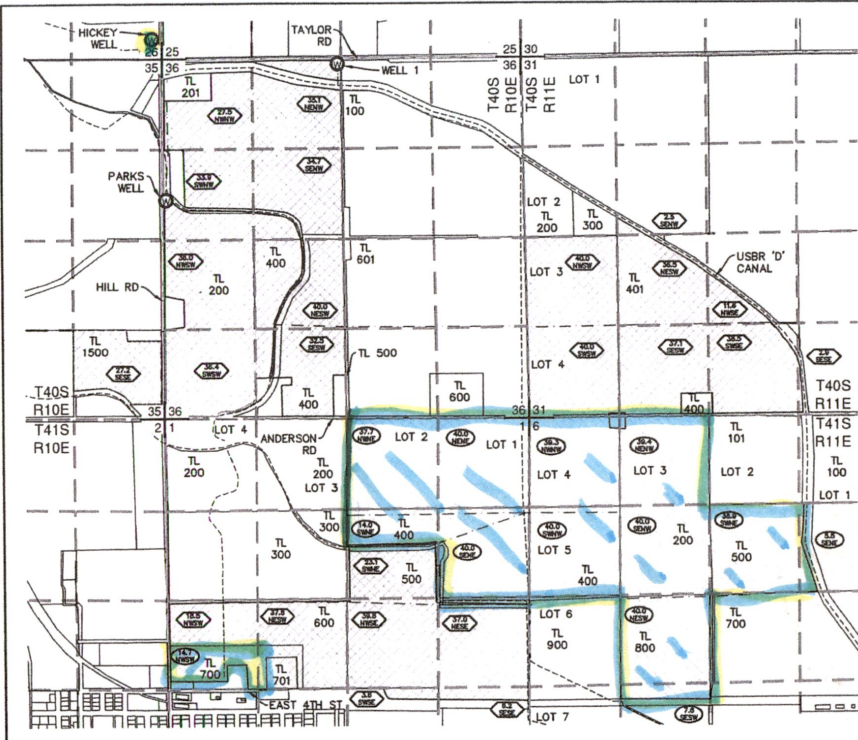 HICKEY
WELL
26 25
35 36
TAYLOR
RD
WELL 1
25 30
36 31
T40S
R10E
T40S
R11E
LOT 1
TL
201
27.5
NWNW
35.1
NENW
TL
100
34.7
SENW
33.9
SWNW
PARKS
WELL
LOT 2
TL
200
TL
300
2.5
SENW
36.0
NWSW
TL
400
TL
601
40.0
NWSW
TL
401
36.5
NESW
USBR 'D'
CANAL
HILL RD
TL
200
40.0
NESW
LOT 3
11.6
NWSE
TL
1500
32.5
SESW
TL 500
40.0
SWSW
37.1
SESW
36.5
SWSE
2.9
SESE
27.2
SESE
36.4
SWSW
LOT 4
TL
400
TL
600
TL
400
T40S
R10E
T41S
R10E
35 36
2 1
LOT 4
ANDERSON
RD
36 31
6
T40S
R11E
T41S
R11E
TL
200
TL
200
LOT 3
37.7
NWNE
LOT 2
40.0
NENE
LOT 1
39.3
NWNW
LOT 4
39.4
NENW
LOT 3
LOT 2
TL
101
TL
100
LOT 1
TL
300
TL
300
14.0
SWNE
TL
400
40.0
SENE
40.0
SWNW
LOT 5
40.0
SENW
TL
200
38.9
SWNE
TL
500
5.5
SENE
23.1
SWNE
TL
500
TL
400
15.5
NWSW
37.8
NESW
TL
600
39.8
NWSE
37.0
NESE
LOT 6
TL
900
40.0
NESW
TL
800
TL
700
14.7
NWSW
TL
700
TL
701
EAST 4TH ST
3.8
SWSE
6.2
SESE
LOT 7
7.6
SESW